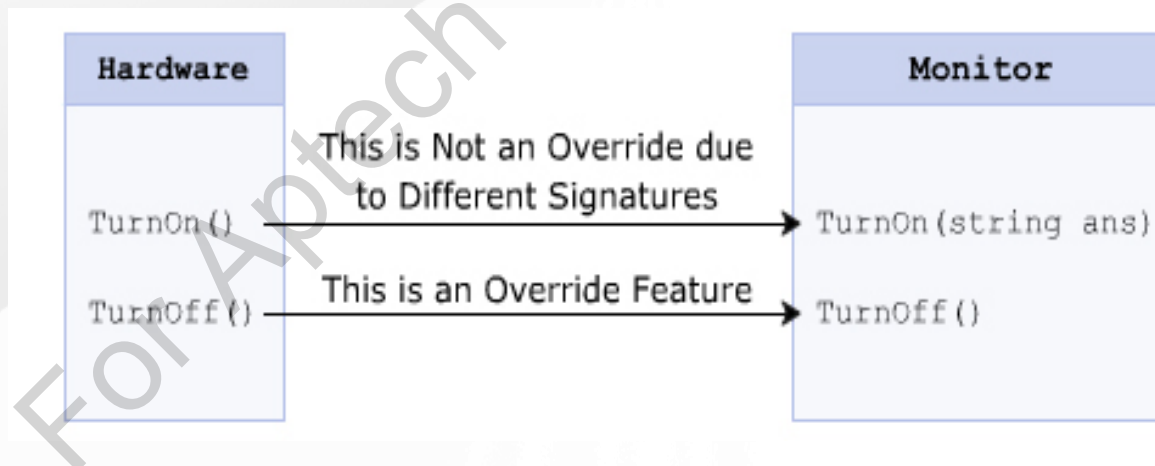 Hardware
Monitor
This is Not an Override due
to Different Signatures
TurnOn()
TurnOn(string ans)
This is an Override Feature
TurnOff()
TurnOff()
For Aptech